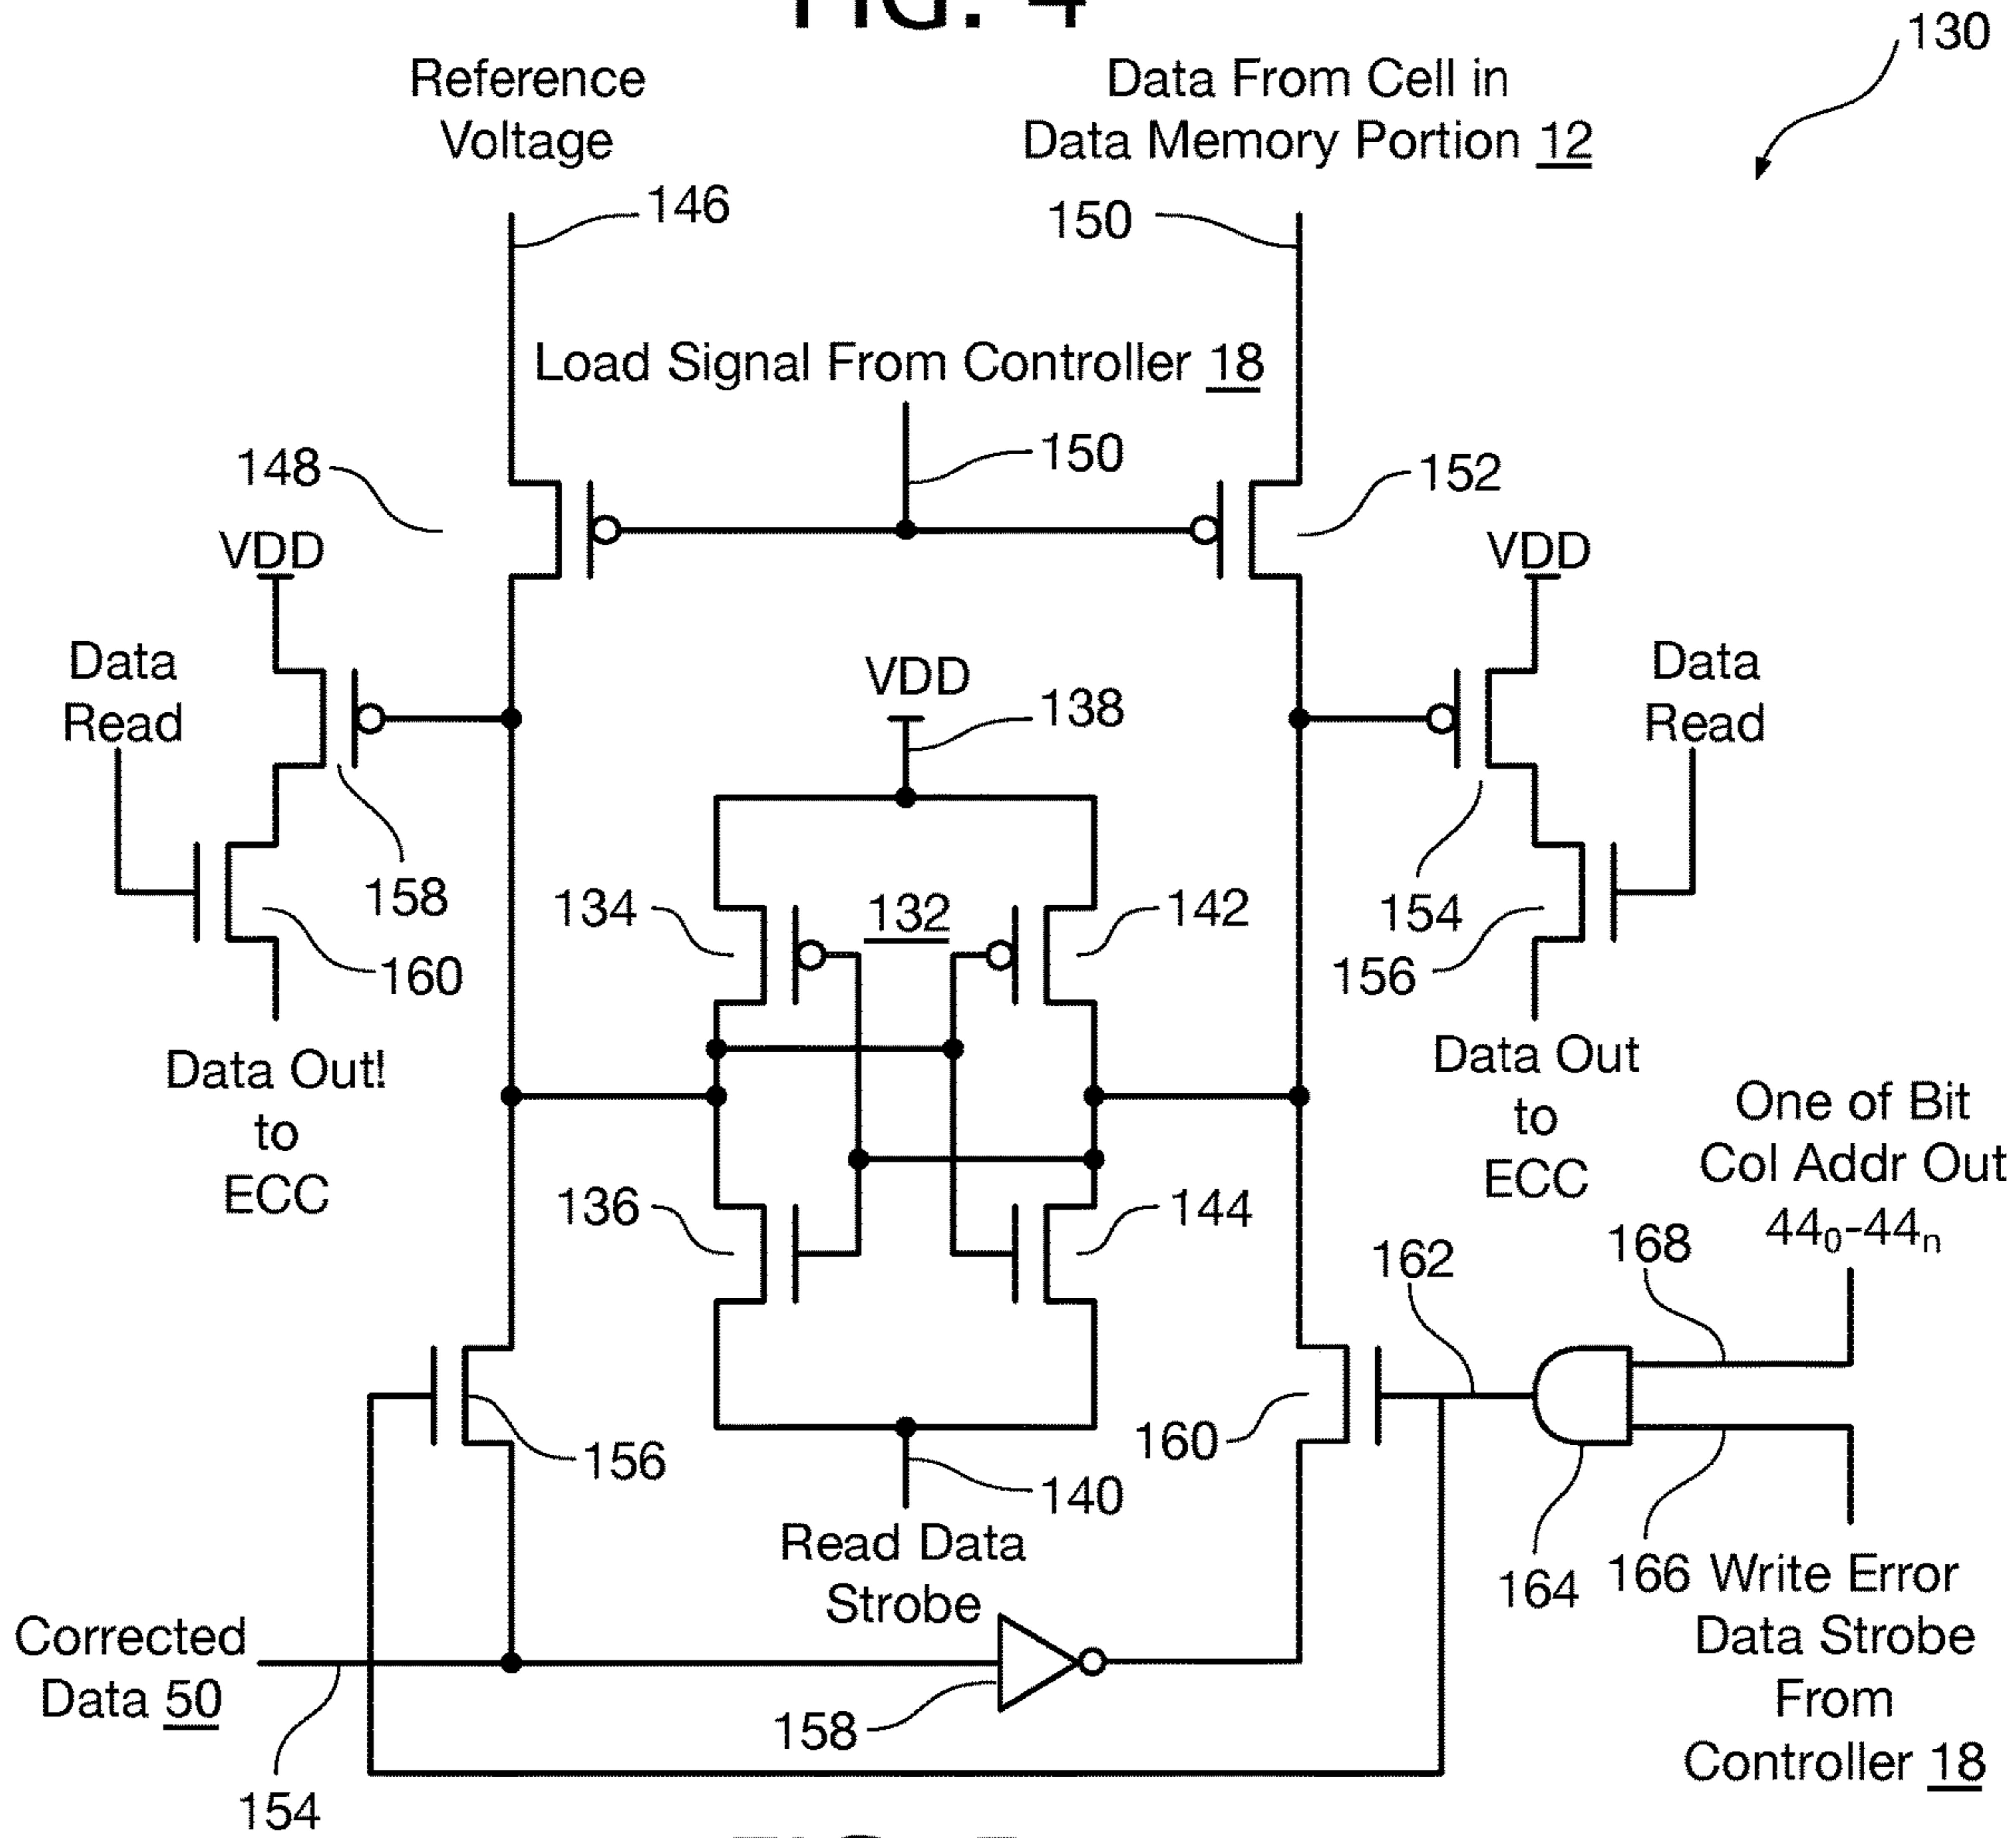 FIG. 4
130
Reference
Voltage
Data From Cell in
Data Memory Portion 12
146
150
Load Signal From Controller 18
150
148
152
VDD
VDD
Data
Read
Data
Read
VDD
138
158
160
134
132
142
154
156
Data Out!
to
ECC
Data Out
to
ECC
One of Bit
Col Addr Out
44₀-44ₙ
136
144
162
168
156
160
140
Read Data
Strobe
164
166
Write Error
Data Strobe
From
Controller 18
Corrected
Data 50
158
154